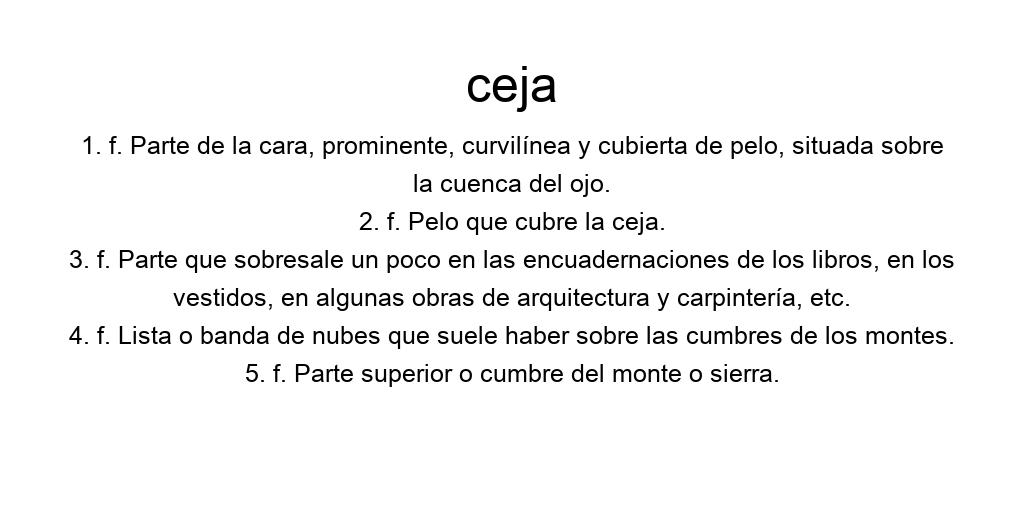 ceja
1. f. Parte de la cara, prominente, curvilínea y cubierta de pelo, situada sobre
la cuenca del ojo.
2. f. Pelo que cubre la ceja.
3. f. Parte que sobresale un poco en las encuadernaciones de los libros, en los
vestidos, en algunas obras de arquitectura y carpintería, etc.
4. f. Lista o banda de nubes que suele haber sobre las cumbres de los montes.
5. f. Parte superior o cumbre del monte o sierra.